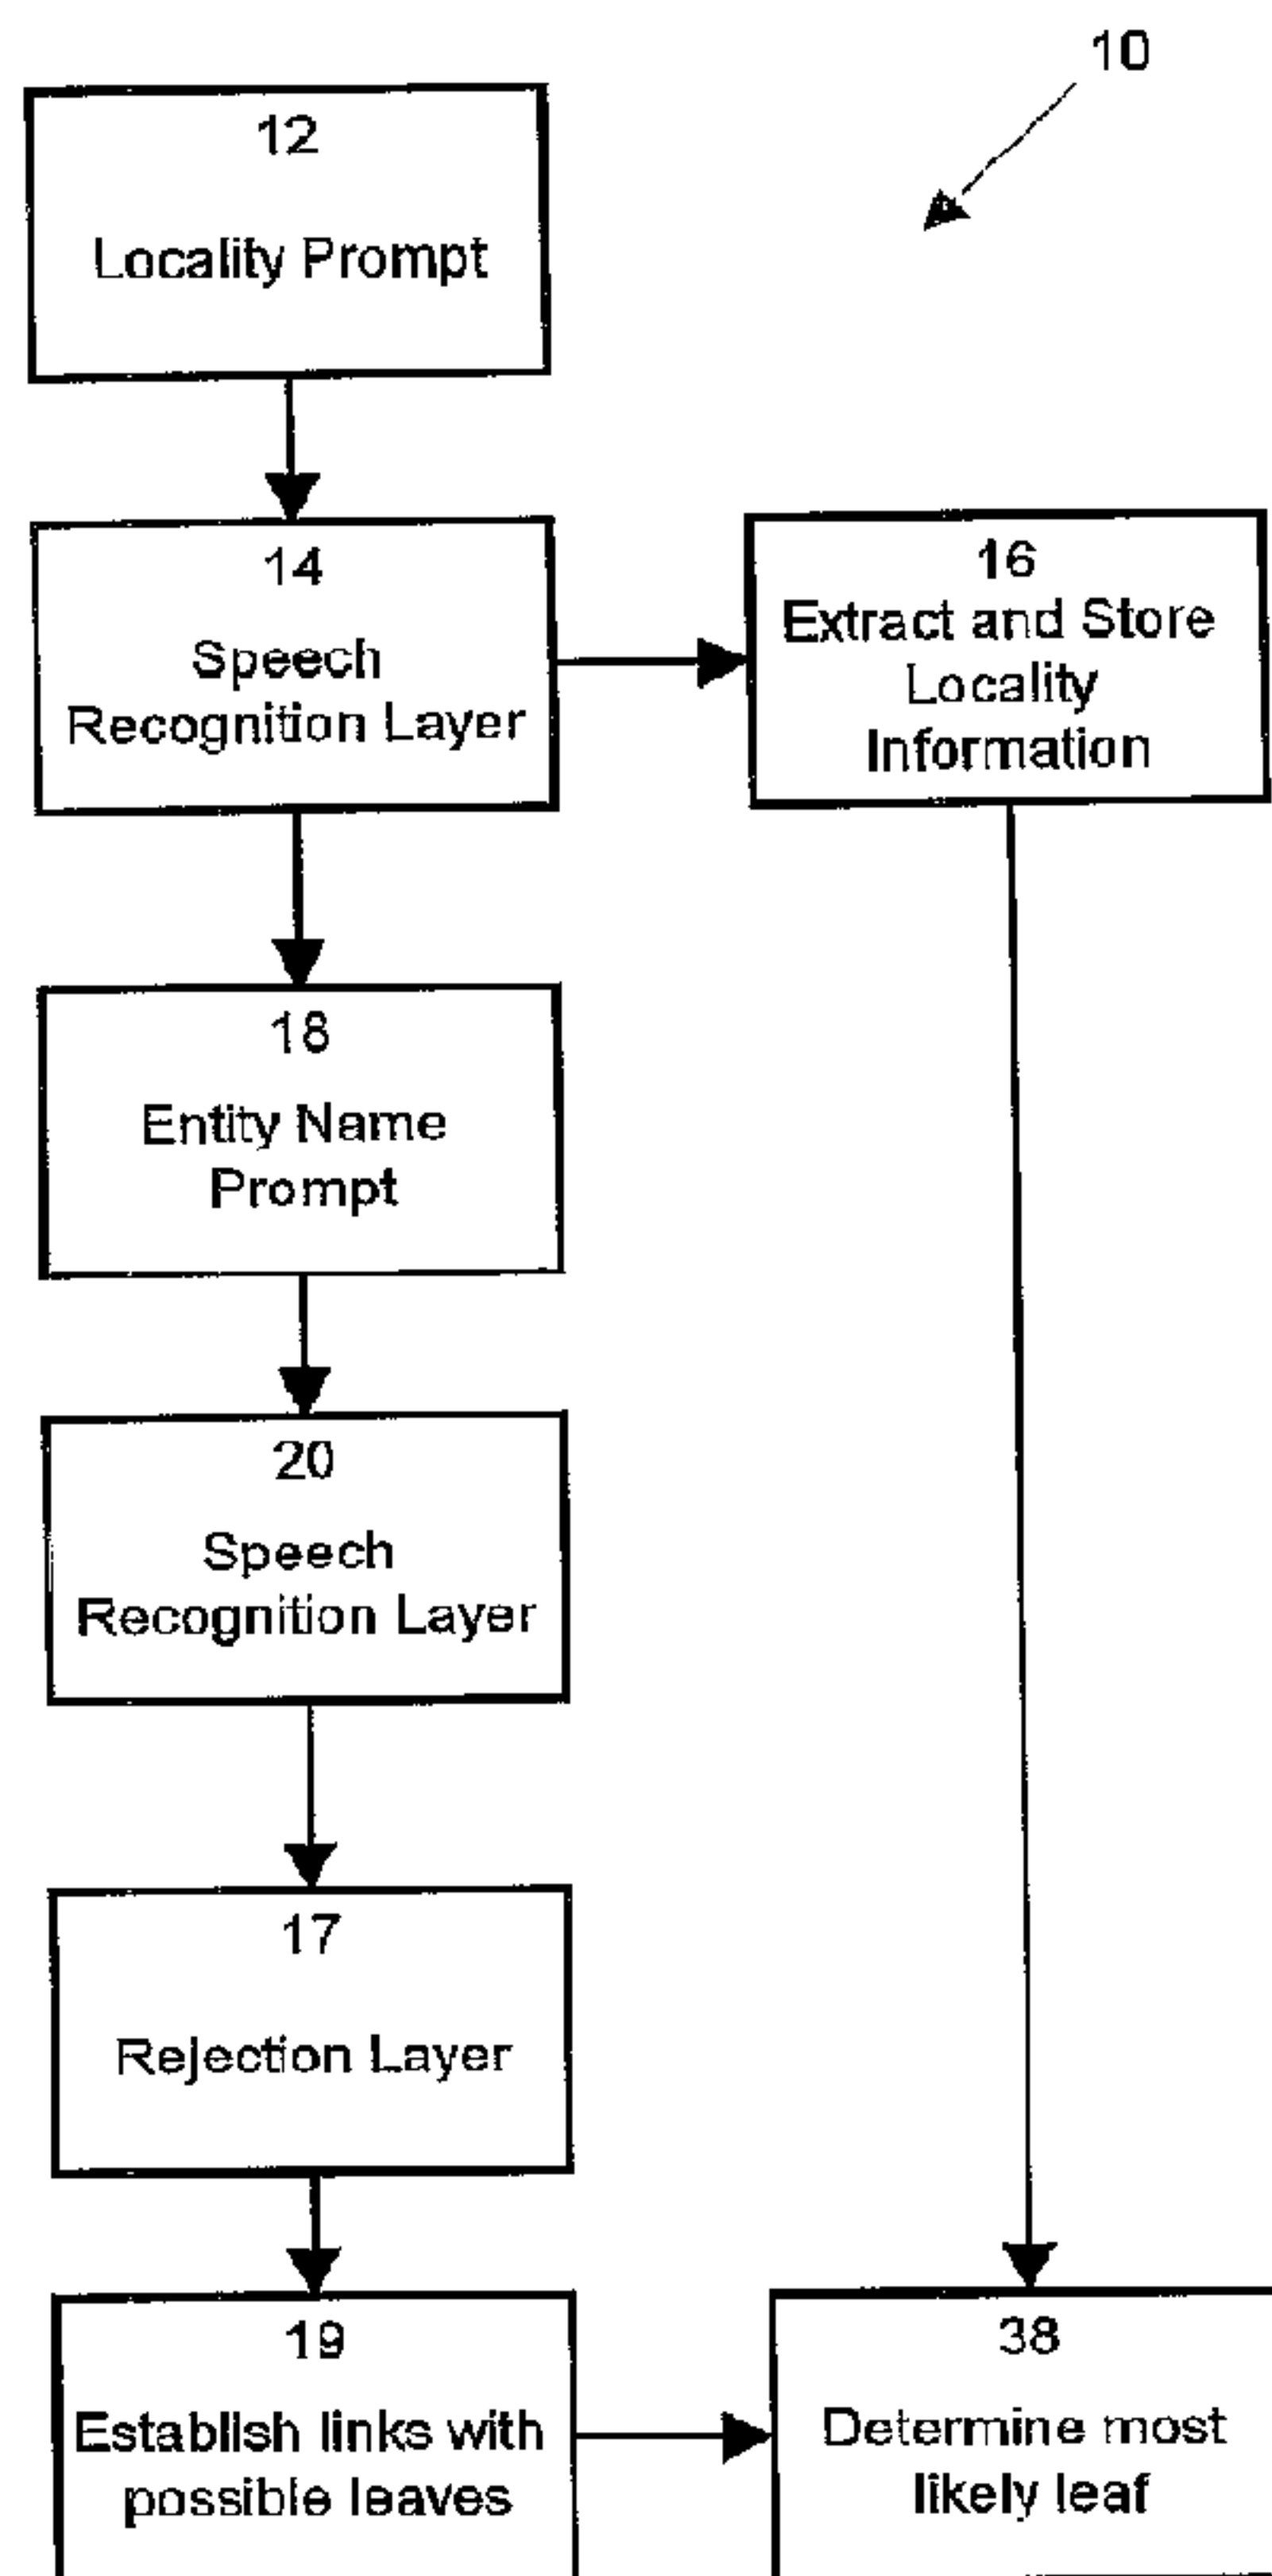 10
12
Locality Prompt
14
Speech
Recognition Layer
16
Extract and Store
Locality
Information
18
Entity Name
Prompt
20
Speech
Recognition Layer
17
Rejection Layer
19
Establish links with
possible leaves
38
Determine most
likely leaf